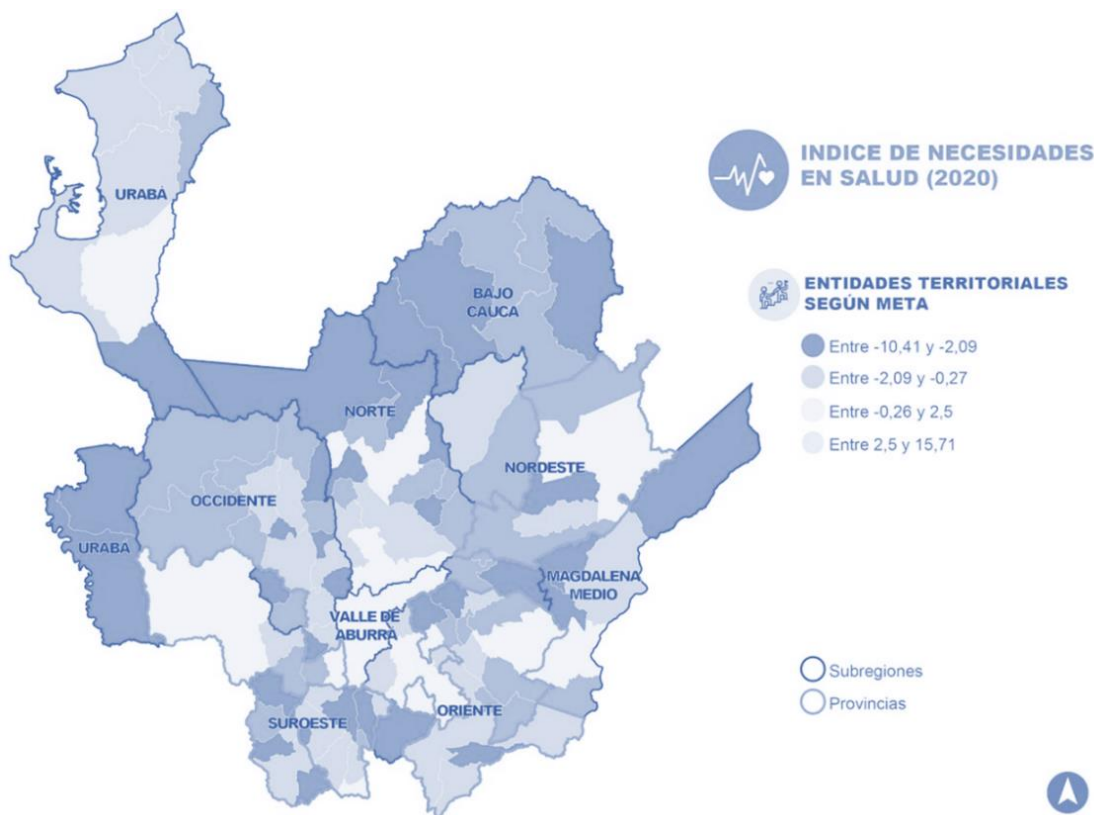 INDICE DE NECESIDADES
EN SALUD (2020)
ENTIDADES TERRITORIALES
SEGÚN META
Entre -10,41 y -2,09
Entre -2,09 y -0,27
Entre -0,26 y 2,5
Entre 2,5 y 15,71
URABÁ
BAJO
CAUCA
NORTE
NORDESTE
OCCIDENTE
URABÁ
MAGDALENA
MEDIO
VALLE DE
ABURRA
ORIENTE
SUROESTE
Subregiones
Provincias